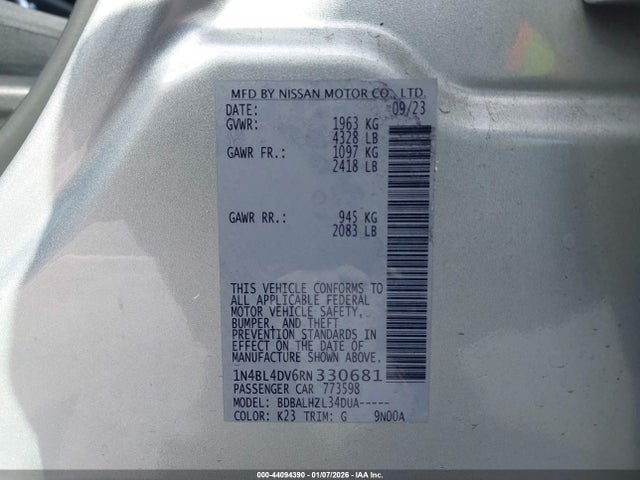 MFD BY NISSAN MOTOR CO., LTD.
DATE: 09/23
GVWR: 1963 KG
4328 LB
GAWR FR.: 1097 KG
2418 LB
GAWR RR.: 945 KG
2083 LB
THIS VEHICLE CONFORMS TO
ALL APPLICABLE FEDERAL
MOTOR VEHICLE SAFETY,
BUMPER, AND THEFT
PREVENTION STANDARDS IN
EFFECT ON THE DATE OF
MANUFACTURE SHOWN ABOVE.
1N4BL4DV6RN330681
PASSENGER CAR 773598
MODEL: BDBALHZL34DUA-----
COLOR: K23 TRIM: G 9N00A
000-44094390 | 01/07/2026 - © IAA Inc.